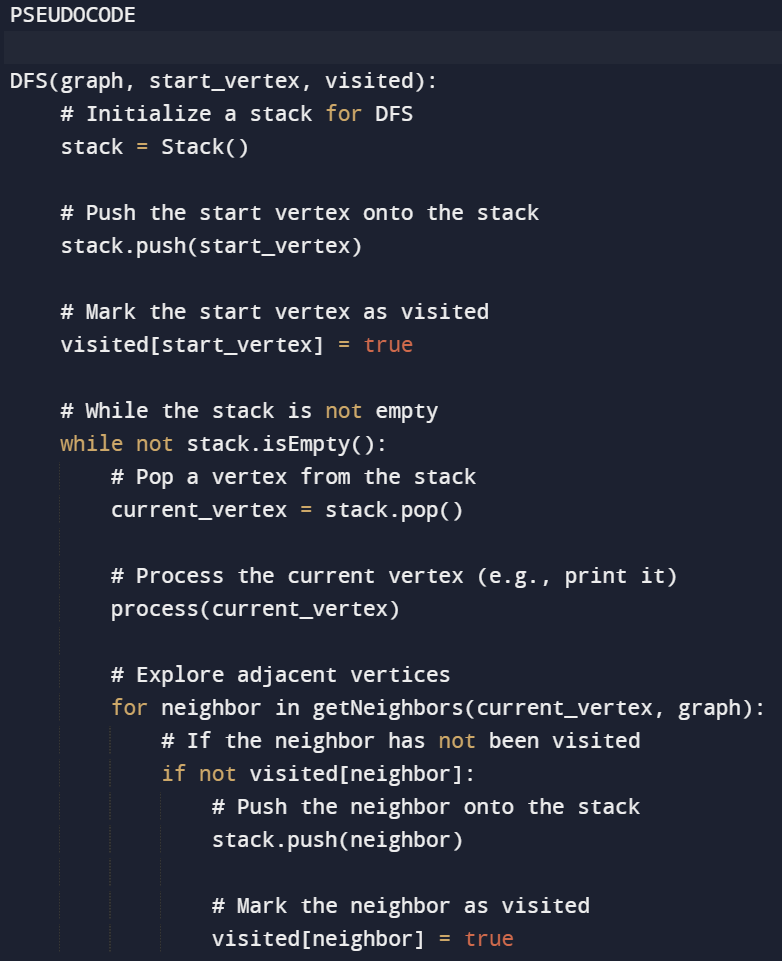 PSEUDOCODE
DFS(graph, start_vertex, visited):
# Initialize a stack for DFS
stack = Stack()
# Push the start vertex onto the stack
stack.push(start_vertex)
# Mark the start vertex as visited
visited[start_vertex] = true
# While the stack is not empty
while not stack.isEmpty():
# Pop a vertex from the stack
current_vertex = stack.pop()
# Process the current vertex (e.g., print it)
process(current_vertex)
# Explore adjacent vertices
for neighbor in getNeighbors(current_vertex, graph):
# If the neighbor has not been visited
if not visited[neighbor]:
# Push the neighbor onto the stack
stack.push(neighbor)
# Mark the neighbor as visited
visited[neighbor] = true